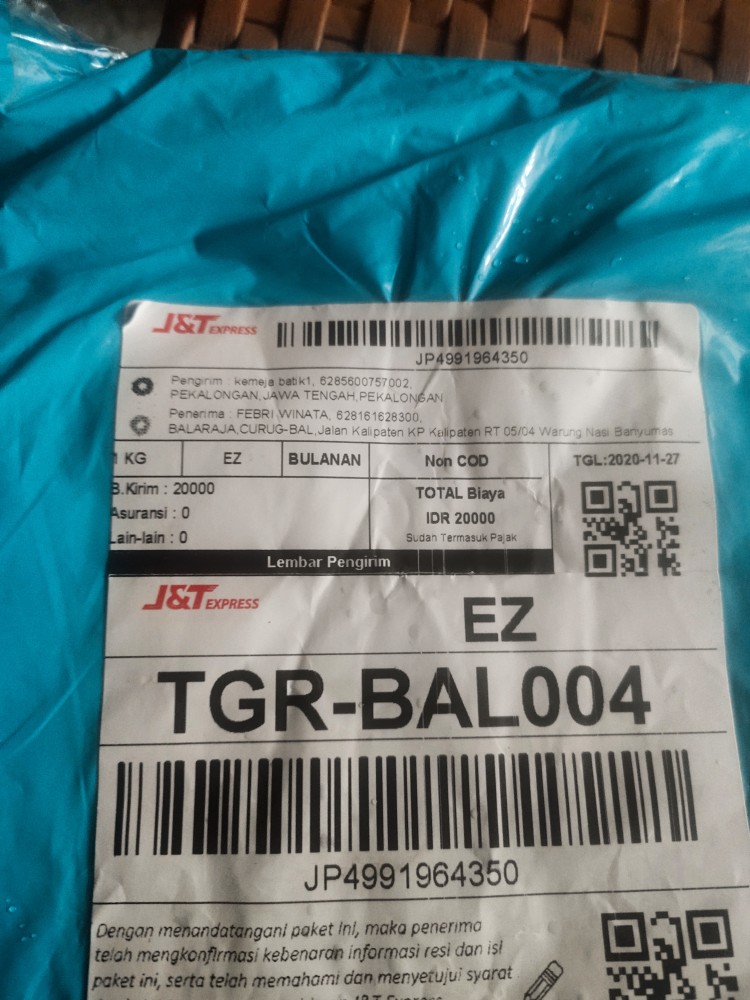 J&T EXPRESS
JP4991964350
Pengirim : kemeja batik1, 6285600757002,
PEKALONGAN,JAWA TENGAH,PEKALONGAN
Penerima : FEBRI WINATA, 628161628300,
BALARAJA,CURUG-BAL,Jalan Kalipaten KP Kalipaten RT 05/04 Warung Nasi Banyumas
1 KG EZ BULANAN Non COD TGL:2020-11-27
B.Kirim : 20000
Asuransi : 0
Lain-lain : 0
TOTAL Biaya
IDR 20000
Sudah Termasuk Pajak
Lembar Pengirim
J&T EXPRESS
EZ
TGR-BAL004
JP4991964350
Dengan menandatangani paket ini, maka penerima
telah mengkonfirmasi kebenaran informasi resi dan isi
paket ini, serta telah memahami dan menyetujui syarat
J&T Express